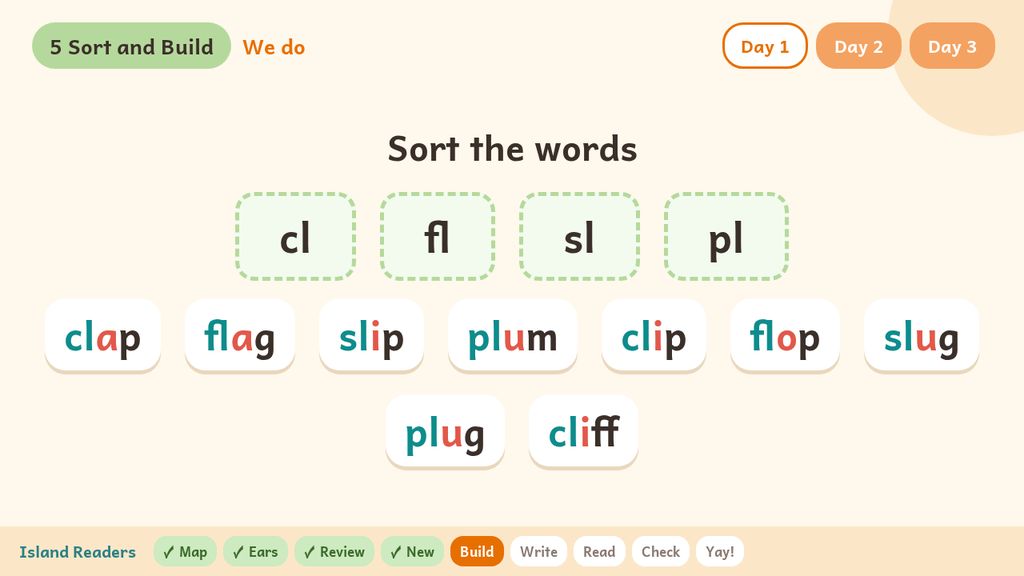 5 Sort and Build We do Day 1 Day 2 Day 3
Sort the words
cl fl sl pl
clap flag slip plum clip flop slug
plug cliff
Island Readers ✓ Map ✓ Ears ✓ Review ✓ New Build Write Read Check Yay!